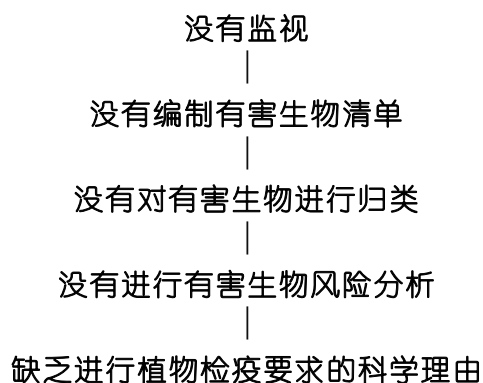 没有监视
没有编制有害生物清单
没有对有害生物进行归类
没有进行有害生物风险分析
缺乏进行植物检疫要求的科学理由